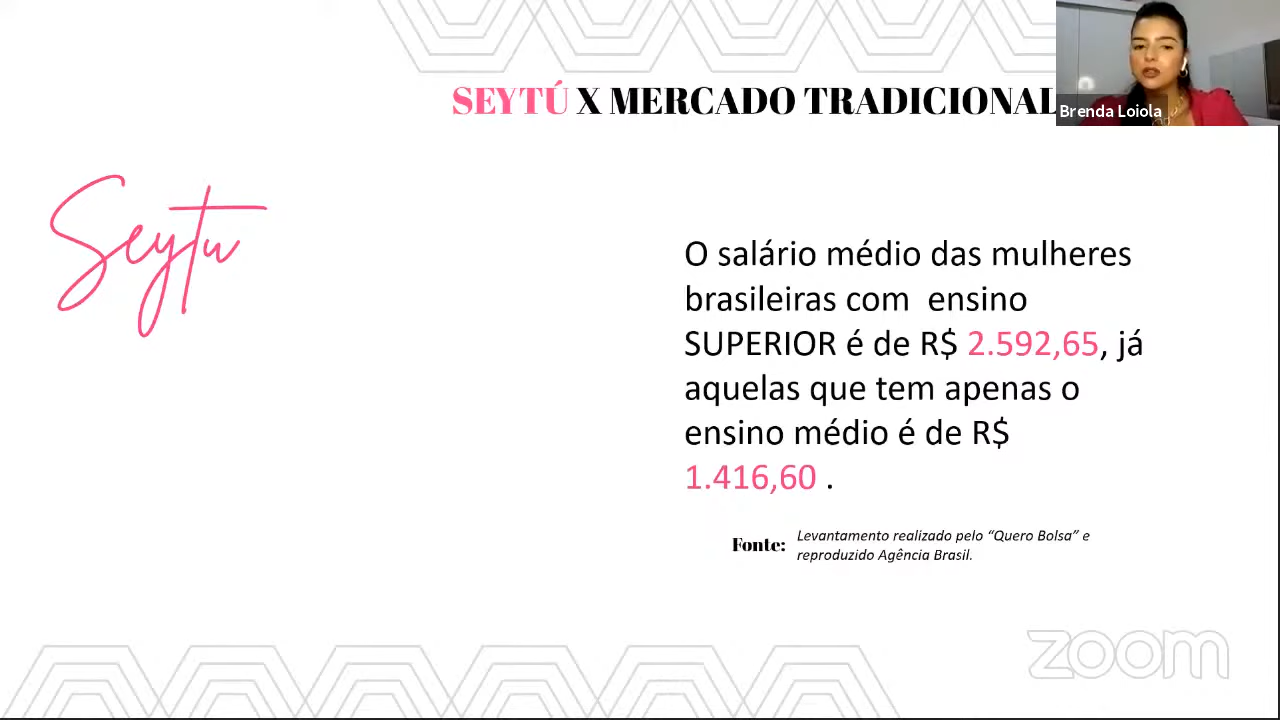 SEYTÚ X MERCADO TRADICIONAL
Brenda Loiola
Seytu
O salário médio das mulheres
brasileiras com ensino
SUPERIOR é de R$ 2.592,65, já
aquelas que tem apenas o
ensino médio é de R$
1.416,60 .
Fonte: Levantamento realizado pelo “Quero Bolsa” e
reproduzido Agência Brasil.
zoom